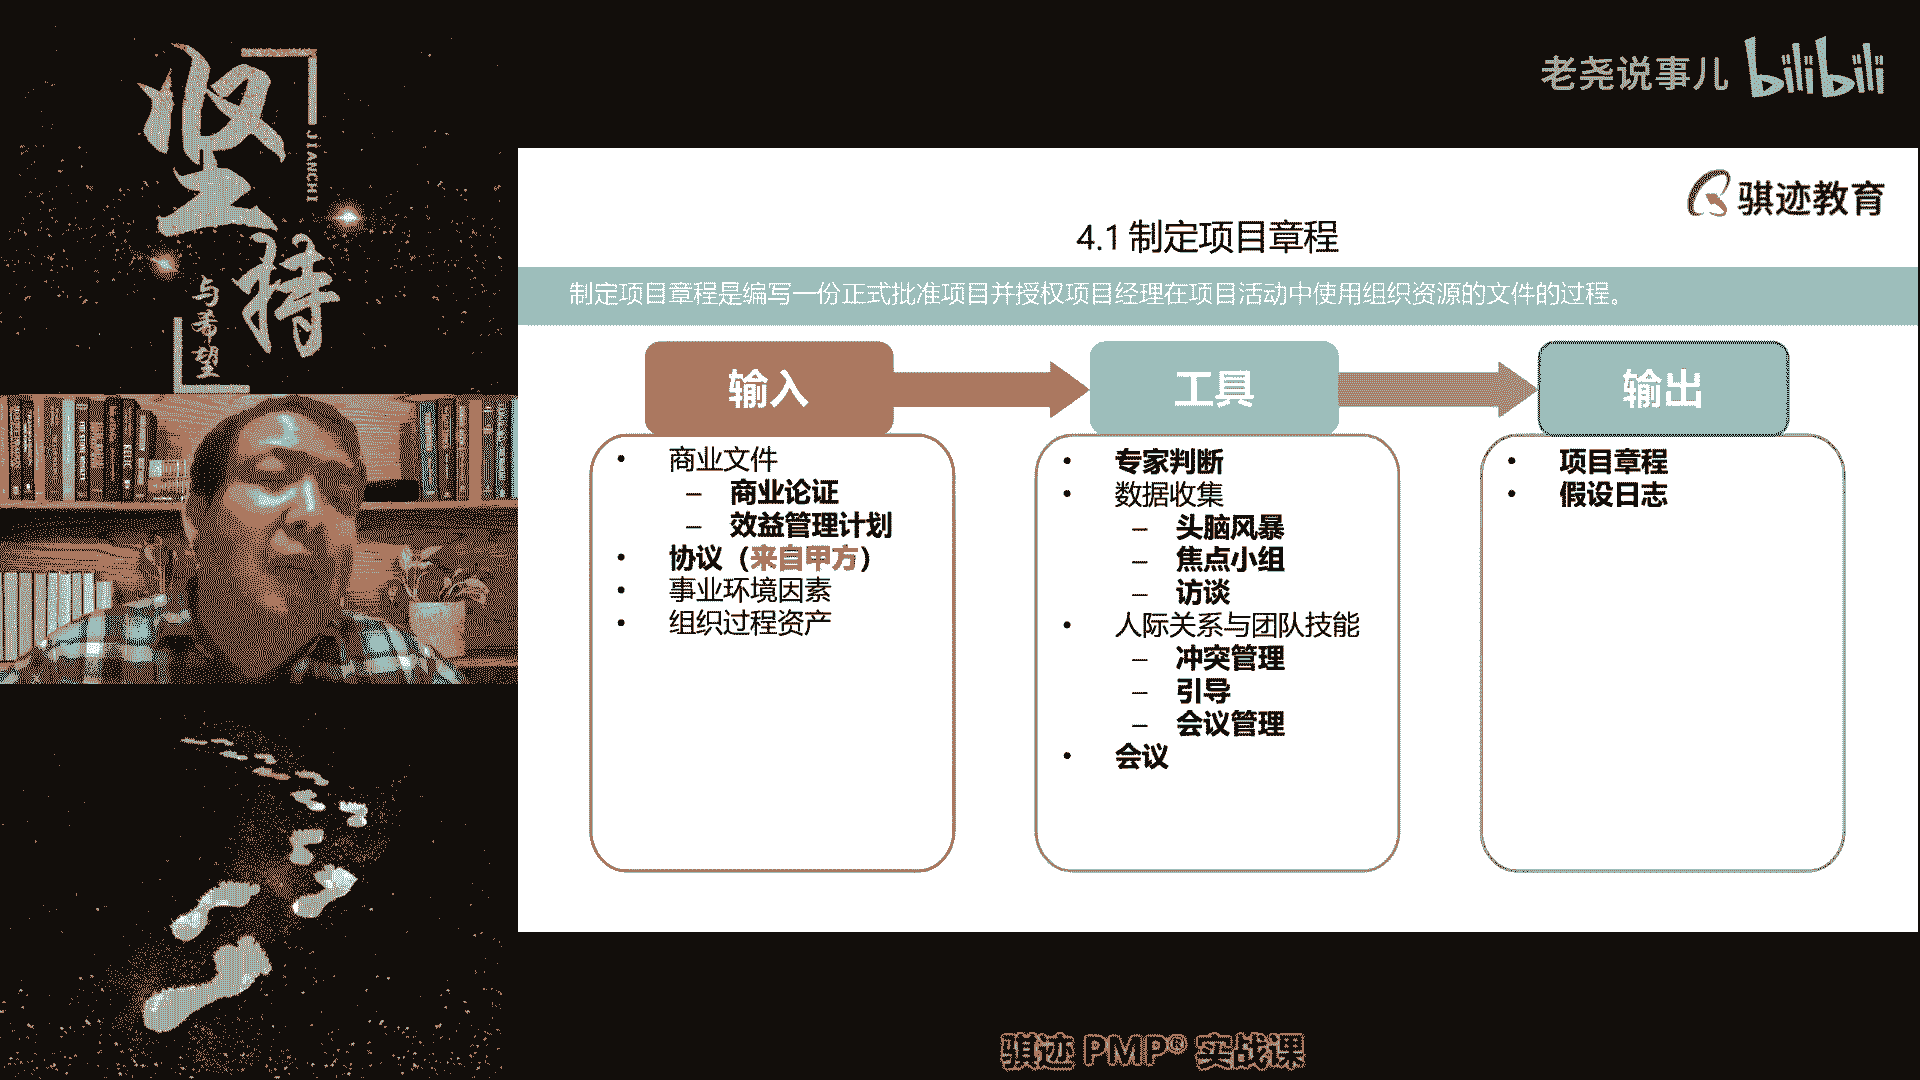 坚持
JIANCHI
与希望
老尧说事儿 bilibili
骐迹教育
4.1 制定项目章程
制定项目章程是编写一份正式批准项目并授权项目经理在项目活动中使用组织资源的文件的过程。
输入
• 商业文件
– 商业论证
– 效益管理计划
• 协议（来自甲方）
• 事业环境因素
• 组织过程资产
工具
• 专家判断
• 数据收集
– 头脑风暴
– 焦点小组
– 访谈
• 人际关系与团队技能
– 冲突管理
– 引导
– 会议管理
• 会议
输出
• 项目章程
• 假设日志
骐迹 PMP® 实战课